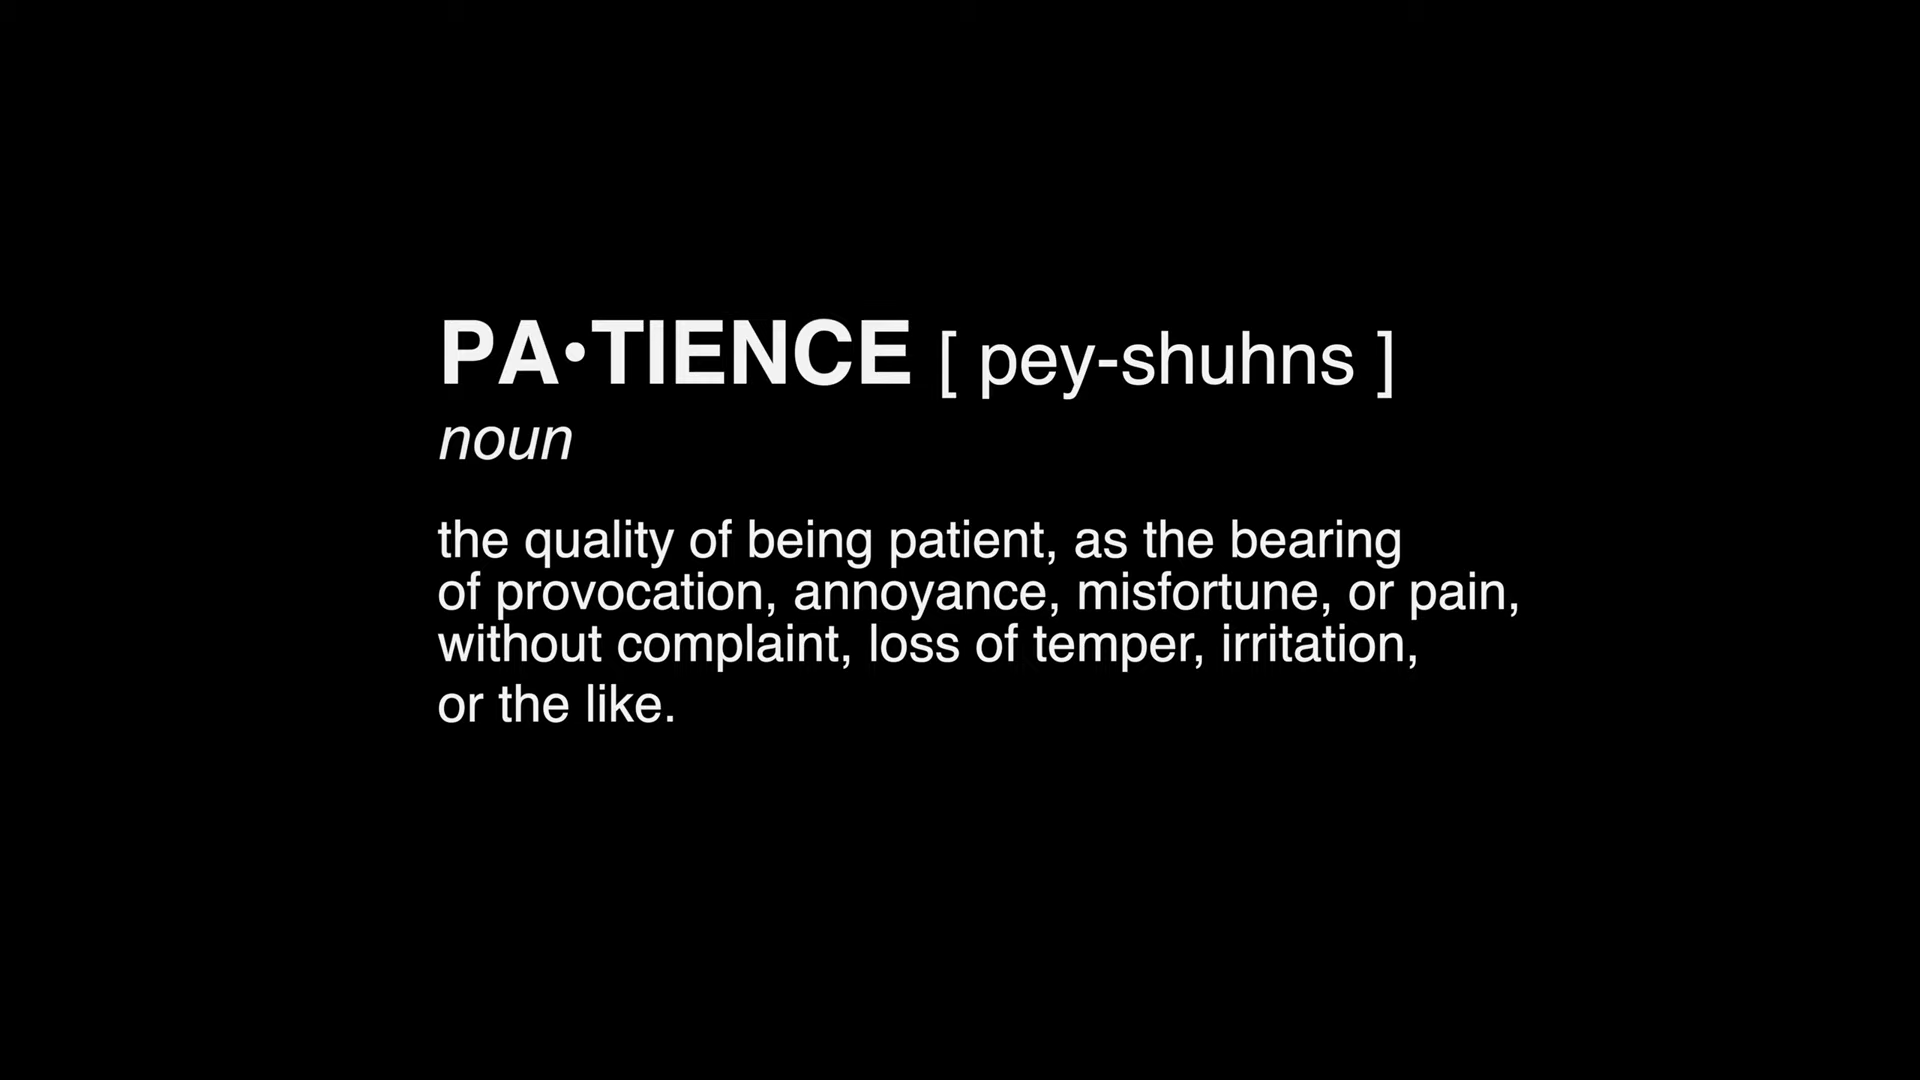 PA•TIENCE [ pey-shuhns ]
noun
the quality of being patient, as the bearing
of provocation, annoyance, misfortune, or pain,
without complaint, loss of temper, irritation,
or the like.